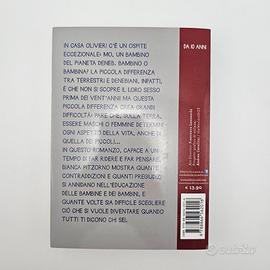 IN CASA OLIVIERI C'È UN OSPITE
ECCEZIONALE: MO, UN BAMBINO
DEL PIANETA DENEB. BAMBINO O
BAMBINA? LA PICCOLA DIFFERENZA
TRA TERRESTRI E DENEBIANI, INFATTI, È
CHE NON SI SCOPRE IL LORO SESSO
PRIMA DEI VENT'ANNI MA QUESTA
PICCOLA DIFFERENZA CREA GRANDI
DIFFICOLTÀ: PARE CHE, SULLA TERRA,
ESSERE MASCHI O FEMMINE DETERMINI
OGNI ASPETTO DELLA VITA, ANCHE DI
QUELLA DEI PICCOLI...
IN QUESTO ROMANZO, CAPACE A UN
TEMPO DI FAR RIDERE E FAR PENSARE,
BIANCA PITZORNO MOSTRA QUANTE
CONTRADDIZIONI E QUANTI PREGIUDIZI
SI ANNIDANO NELL'EDUCAZIONE
DELLE BAMBINE E DEI BAMBINI, E
QUANTE VOLTE SIA DIFFICILE SCEGLIERE
CIÒ CHE SI VUOLE DIVENTARE QUANDO
TUTTI TI DICONO CHI SEI.
DA 10 ANNI
€ 13,90
subito